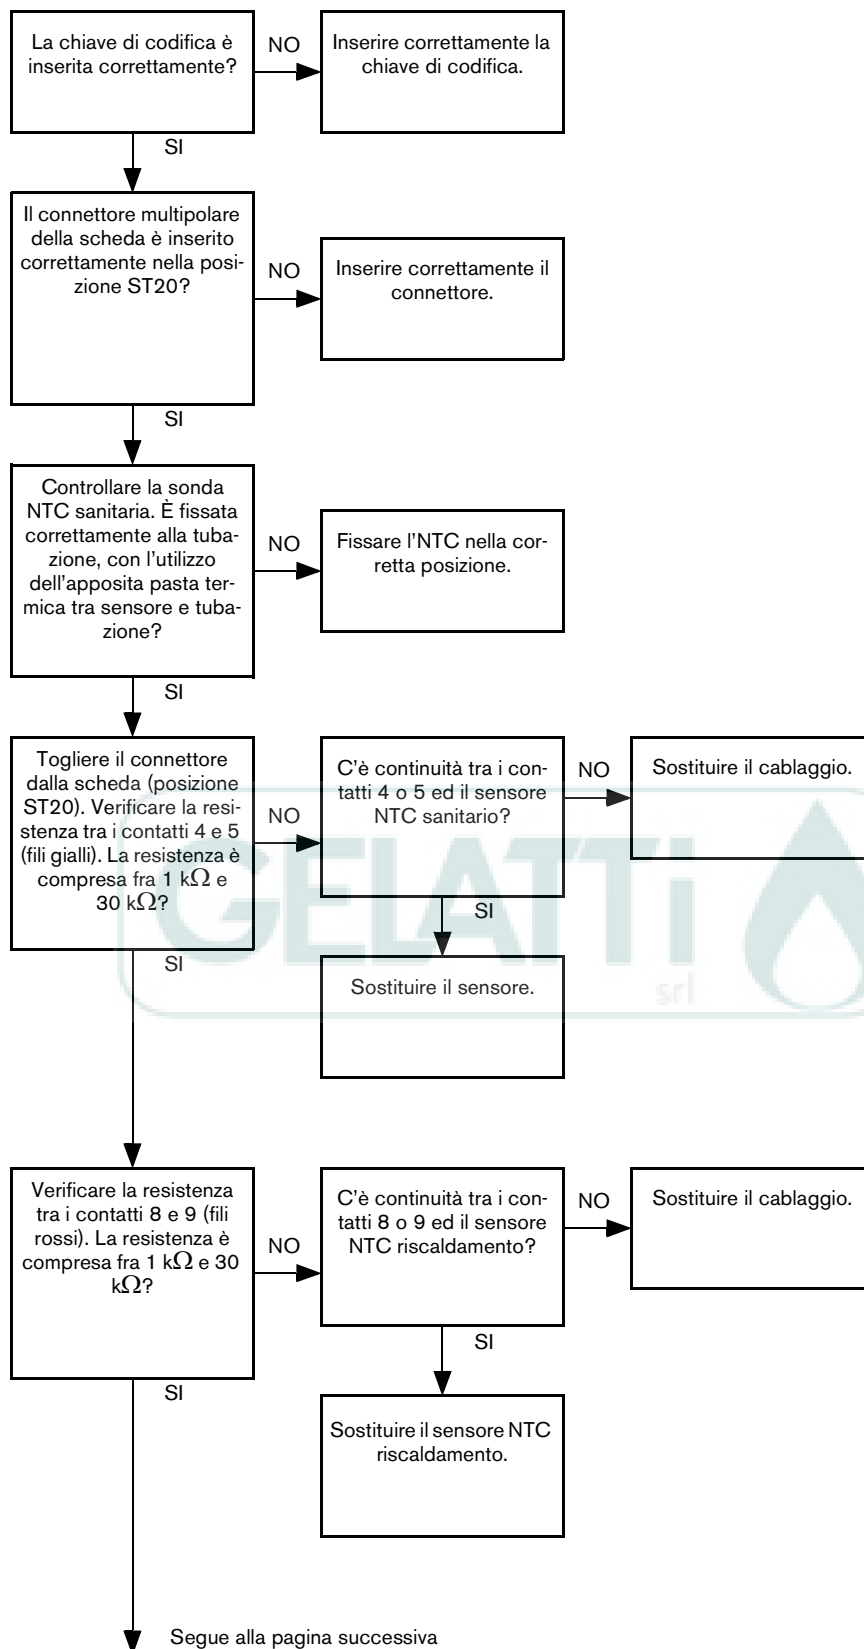 La chiave di codifica è
inserita correttamente?
NO
Inserire correttamente la
chiave di codifica.
SI
Il connettore multipolare
della scheda è inserito
correttamente nella posi-
zione ST20?
NO
Inserire correttamente il
connettore.
SI
Controllare la sonda
NTC sanitaria. È fissata
correttamente alla tuba-
zione, con l'utilizzo
dell'apposita pasta ter-
mica tra sensore e tuba-
zione?
NO
Fissare l'NTC nella cor-
retta posizione.
SI
Togliere il connettore
dalla scheda (posizione
ST20). Verificare la resi-
stenza tra i contatti 4 e 5
(fili gialli). La resistenza è
compresa fra 1 kΩ e
30 kΩ?
NO
C'è continuità tra i con-
tatti 4 o 5 ed il sensore
NTC sanitario?
NO
Sostituire il cablaggio.
SI
Sostituire il sensore.
SI
GELATTi
srl
Verificare la resistenza
tra i contatti 8 e 9 (fili
rossi). La resistenza è
compresa fra 1 kΩ e 30
kΩ?
NO
C'è continuità tra i con-
tatti 8 o 9 ed il sensore
NTC riscaldamento?
NO
Sostituire il cablaggio.
SI
Sostituire il sensore NTC
riscaldamento.
SI
Segue alla pagina successiva